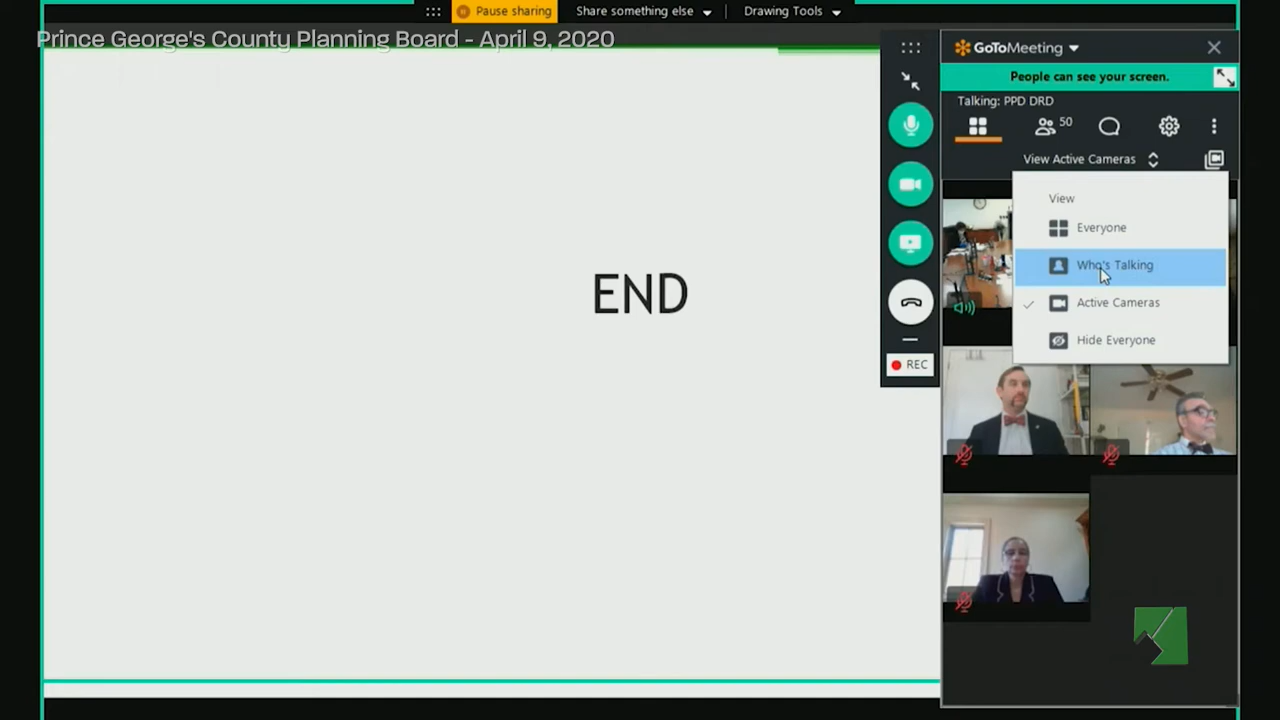 Pause sharing
Share something else
Drawing Tools
Prince George's County Planning Board - April 9, 2020
GoToMeeting
People can see your screen.
Talking: PPD DRD
50
View Active Cameras
View
Everyone
Who's Talking
Active Cameras
Hide Everyone
END
REC